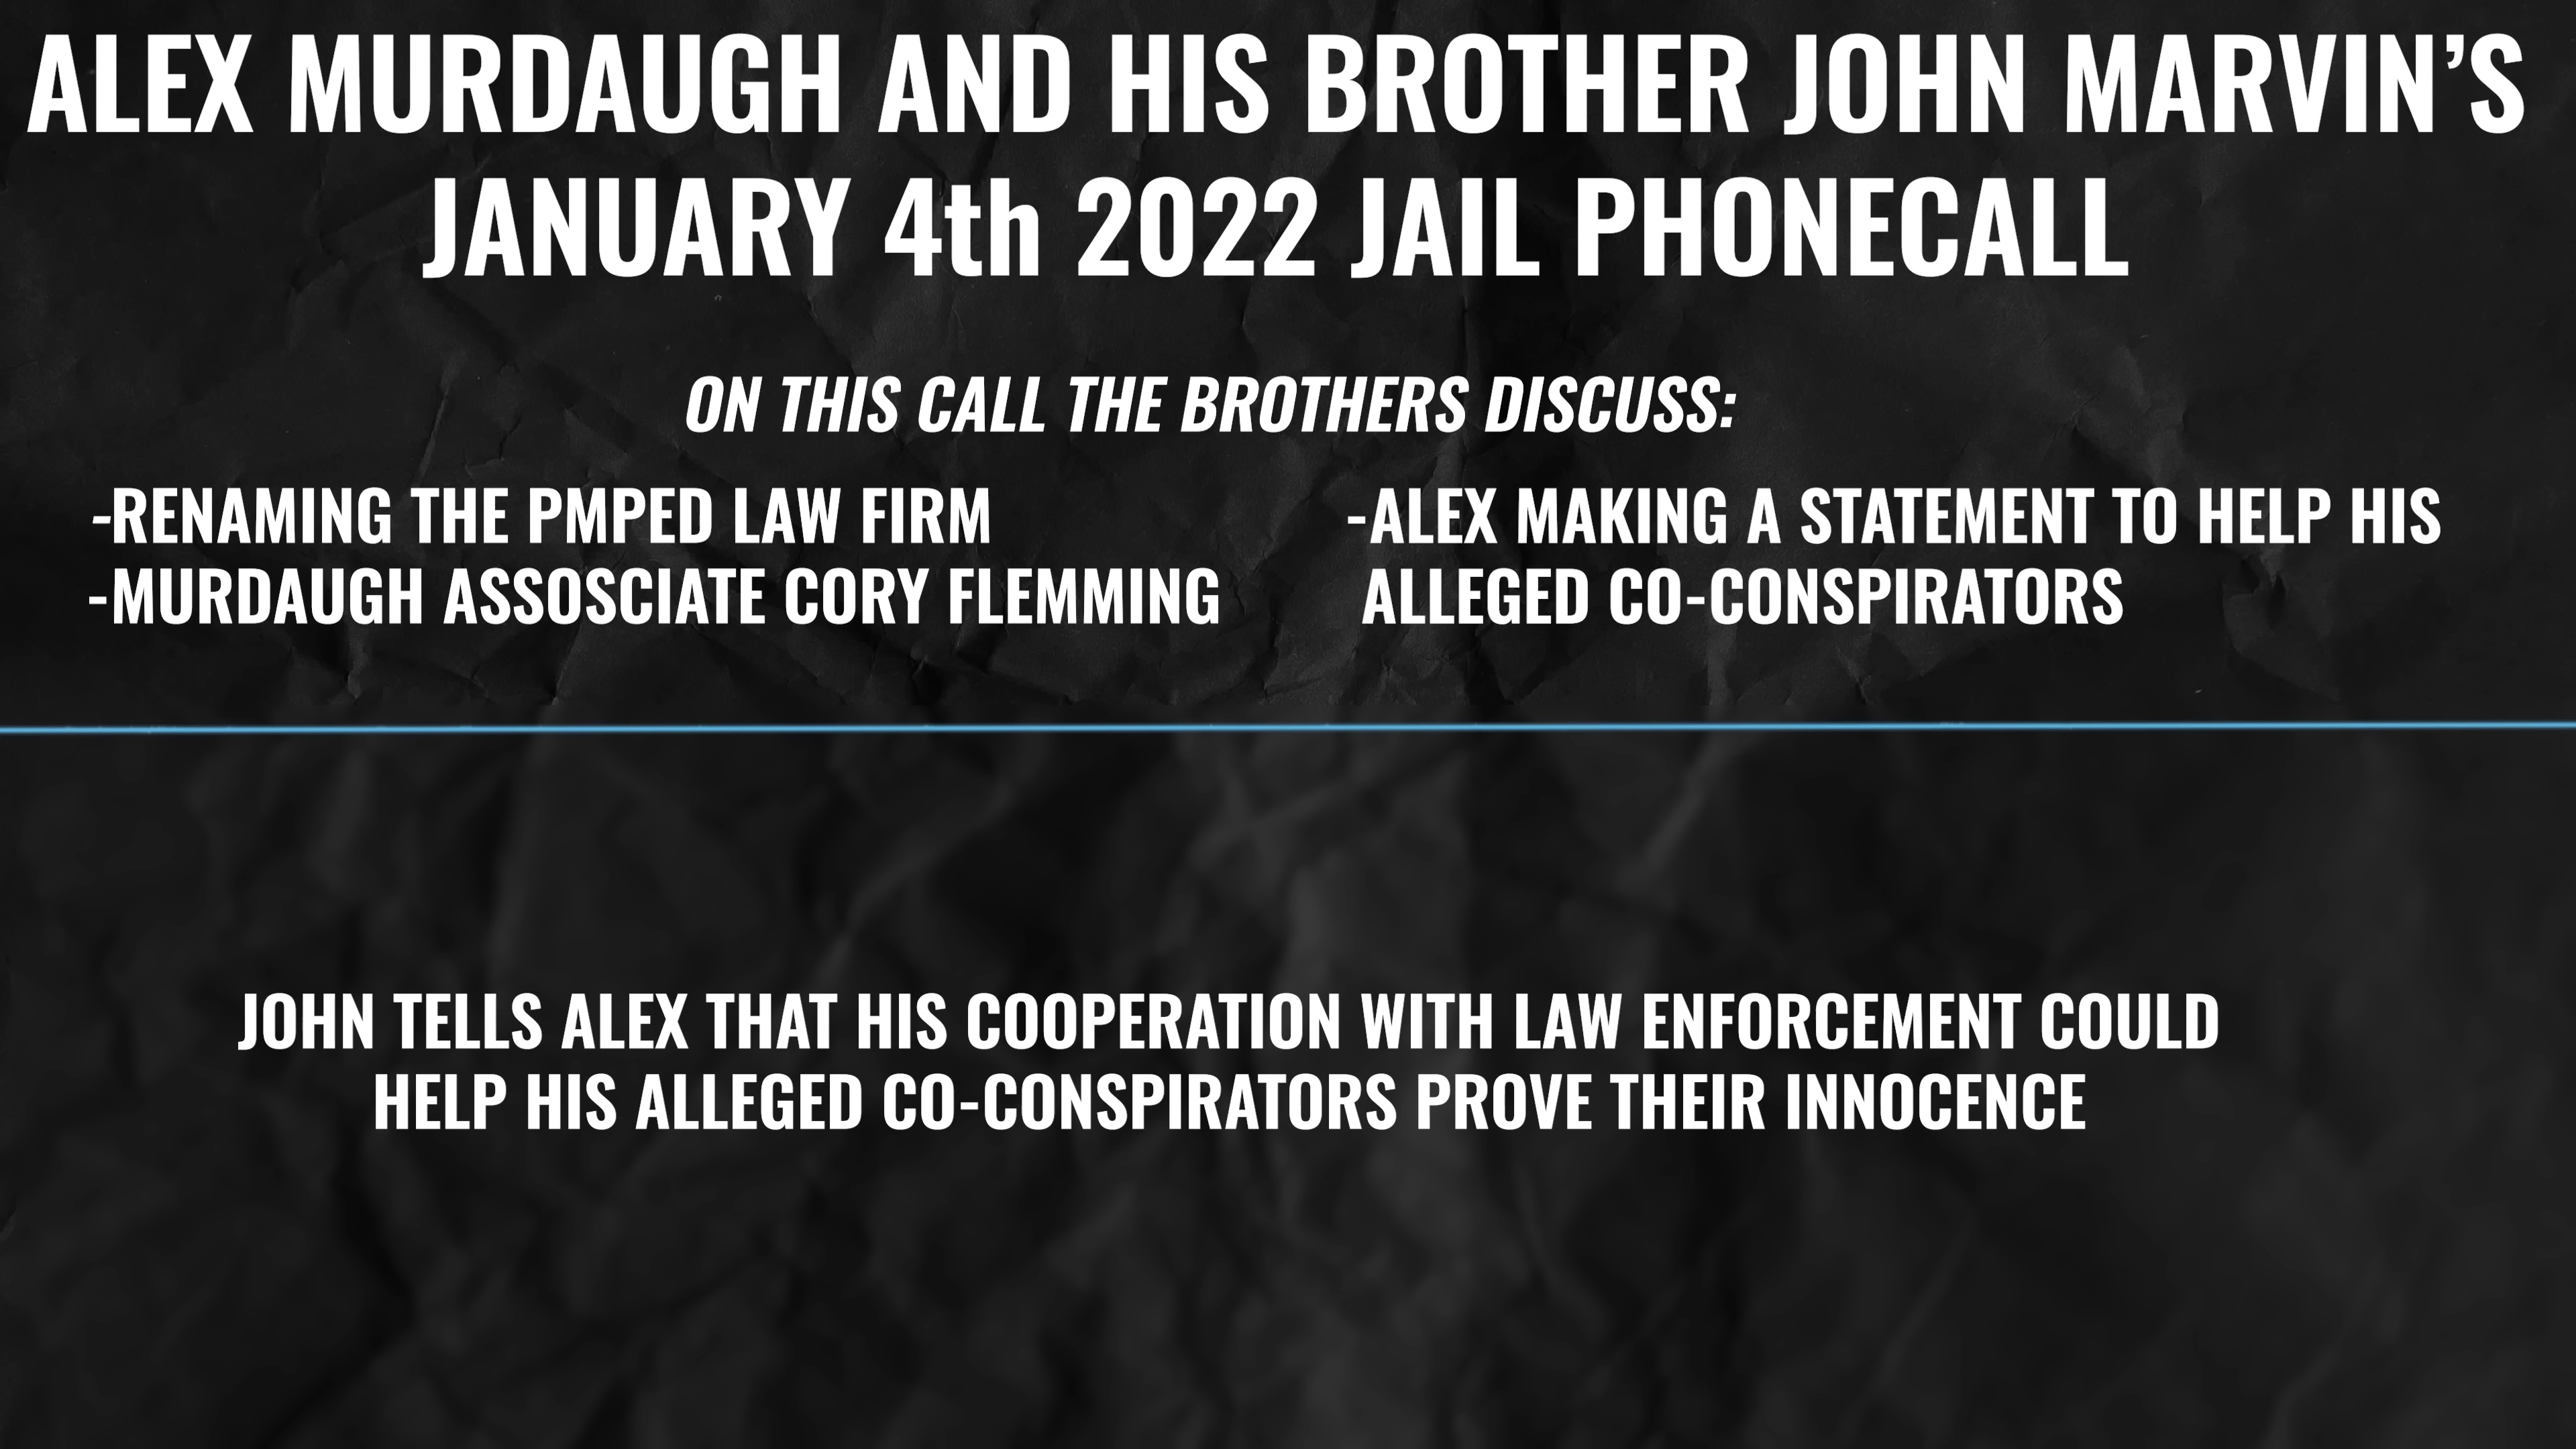 ALEX MURDAUGH AND HIS BROTHER JOHN MARVIN’S
JANUARY 4th 2022 JAIL PHONECALL
ON THIS CALL THE BROTHERS DISCUSS:
-RENAMING THE PMPED LAW FIRM
-MURDAUGH ASSOSCIATE CORY FLEMMING
-ALEX MAKING A STATEMENT TO HELP HIS
ALLEGED CO-CONSPIRATORS
JOHN TELLS ALEX THAT HIS COOPERATION WITH LAW ENFORCEMENT COULD
HELP HIS ALLEGED CO-CONSPIRATORS PROVE THEIR INNOCENCE